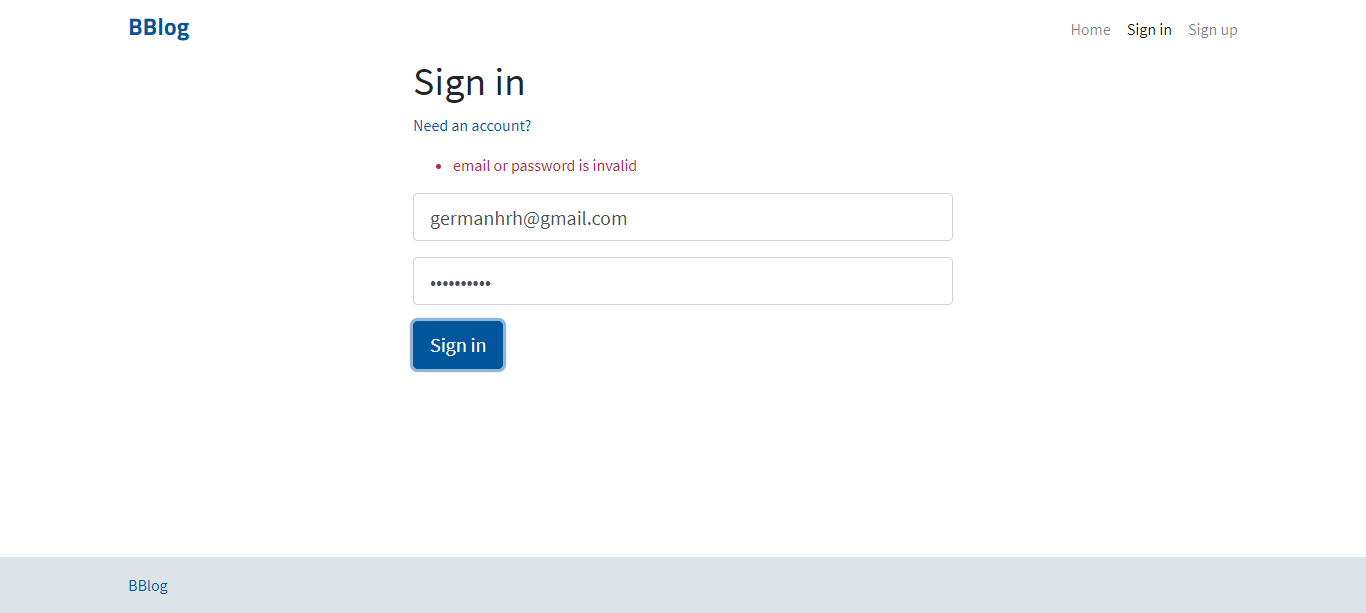 BBlog
Home Sign in Sign up
Sign in
Need an account?
email or password is invalid
germanhrh@gmail.com
••••••••••
Sign in
BBlog